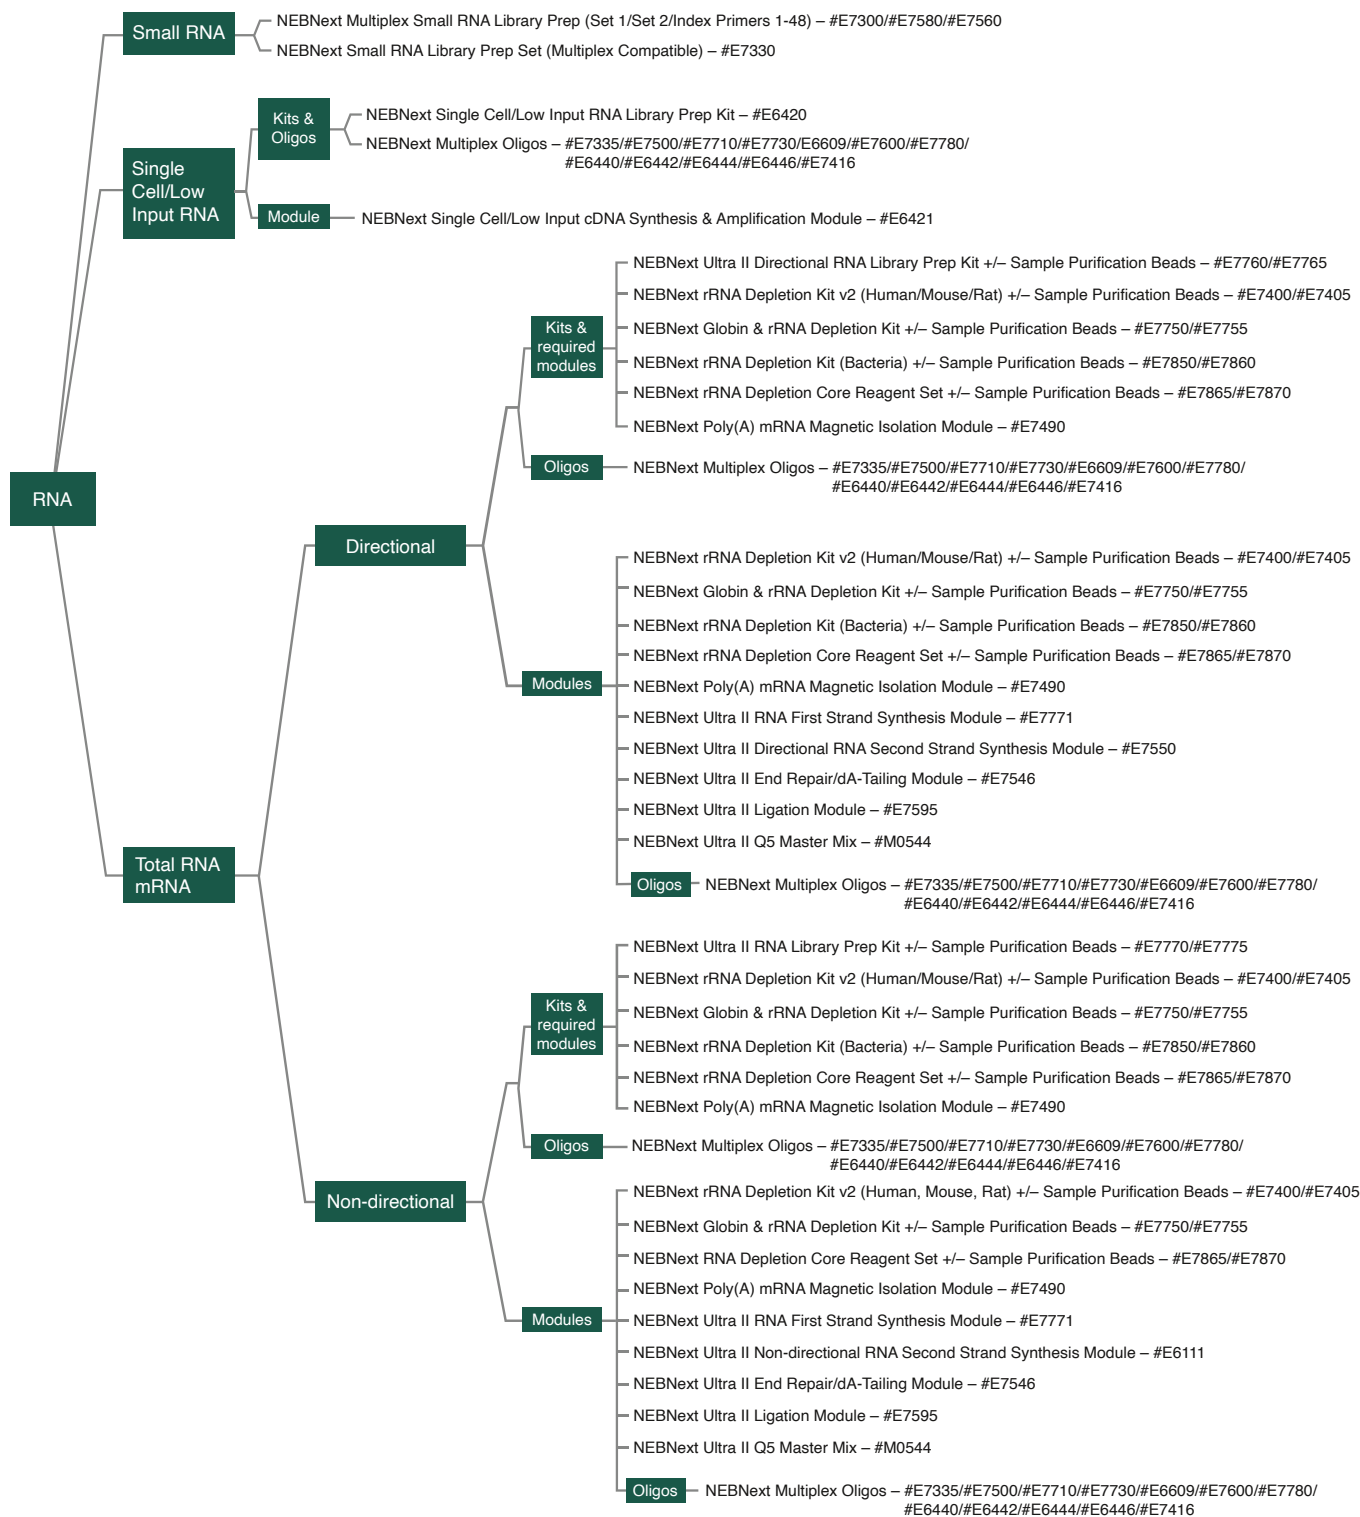 Small RNA
NEBNext Multiplex Small RNA Library Prep (Set 1/Set 2/Index Primers 1-48) – #E7300/#E7580/#E7560
NEBNext Small RNA Library Prep Set (Multiplex Compatible) – #E7330
Single
Cell/Low
Input RNA
Kits &
Oligos
NEBNext Single Cell/Low Input RNA Library Prep Kit – #E6420
NEBNext Multiplex Oligos – #E7335/#E7500/#E7710/#E7730/E6609/#E7600/#E7780/
#E6440/#E6442/#E6444/#E6446/#E7416
Module
NEBNext Single Cell/Low Input cDNA Synthesis & Amplification Module – #E6421
RNA
Total RNA
mRNA
Directional
Kits &
required
modules
NEBNext Ultra II Directional RNA Library Prep Kit +/– Sample Purification Beads – #E7760/#E7765
NEBNext rRNA Depletion Kit v2 (Human/Mouse/Rat) +/– Sample Purification Beads – #E7400/#E7405
NEBNext Globin & rRNA Depletion Kit +/– Sample Purification Beads – #E7750/#E7755
NEBNext rRNA Depletion Kit (Bacteria) +/– Sample Purification Beads – #E7850/#E7860
NEBNext rRNA Depletion Core Reagent Set +/– Sample Purification Beads – #E7865/#E7870
NEBNext Poly(A) mRNA Magnetic Isolation Module – #E7490
Oligos
NEBNext Multiplex Oligos – #E7335/#E7500/#E7710/#E7730/#E6609/#E7600/#E7780/
#E6440/#E6442/#E6444/#E6446/#E7416
Modules
NEBNext rRNA Depletion Kit v2 (Human/Mouse/Rat) +/– Sample Purification Beads – #E7400/#E7405
NEBNext Globin & rRNA Depletion Kit +/– Sample Purification Beads – #E7750/#E7755
NEBNext rRNA Depletion Kit (Bacteria) +/– Sample Purification Beads – #E7850/#E7860
NEBNext rRNA Depletion Core Reagent Set +/– Sample Purification Beads – #E7865/#E7870
NEBNext Poly(A) mRNA Magnetic Isolation Module – #E7490
NEBNext Ultra II RNA First Strand Synthesis Module – #E7771
NEBNext Ultra II Directional RNA Second Strand Synthesis Module – #E7550
NEBNext Ultra II End Repair/dA-Tailing Module – #E7546
NEBNext Ultra II Ligation Module – #E7595
NEBNext Ultra II Q5 Master Mix – #M0544
Oligos
NEBNext Multiplex Oligos – #E7335/#E7500/#E7710/#E7730/#E6609/#E7600/#E7780/
#E6440/#E6442/#E6444/#E6446/#E7416
Non-directional
Kits &
required
modules
NEBNext Ultra II RNA Library Prep Kit +/– Sample Purification Beads – #E7770/#E7775
NEBNext rRNA Depletion Kit v2 (Human/Mouse/Rat) +/– Sample Purification Beads – #E7400/#E7405
NEBNext Globin & rRNA Depletion Kit +/– Sample Purification Beads – #E7750/#E7755
NEBNext rRNA Depletion Kit (Bacteria) +/– Sample Purification Beads – #E7850/#E7860
NEBNext rRNA Depletion Core Reagent Set +/– Sample Purification Beads – #E7865/#E7870
NEBNext Poly(A) mRNA Magnetic Isolation Module – #E7490
Oligos
NEBNext Multiplex Oligos – #E7335/#E7500/#E7710/#E7730/#E6609/#E7600/#E7780/
#E6440/#E6442/#E6444/#E6446/#E7416
Modules
NEBNext rRNA Depletion Kit v2 (Human, Mouse, Rat) +/– Sample Purification Beads – #E7400/#E7405
NEBNext Globin & rRNA Depletion Kit +/– Sample Purification Beads – #E7750/#E7755
NEBNext RNA Depletion Core Reagent Set +/– Sample Purification Beads – #E7865/#E7870
NEBNext Poly(A) mRNA Magnetic Isolation Module – #E7490
NEBNext Ultra II RNA First Strand Synthesis Module – #E7771
NEBNext Ultra II Non-directional RNA Second Strand Synthesis Module – #E6111
NEBNext Ultra II End Repair/dA-Tailing Module – #E7546
NEBNext Ultra II Ligation Module – #E7595
NEBNext Ultra II Q5 Master Mix – #M0544
Oligos
NEBNext Multiplex Oligos – #E7335/#E7500/#E7710/#E7730/#E6609/#E7600/#E7780/
#E6440/#E6442/#E6444/#E6446/#E7416